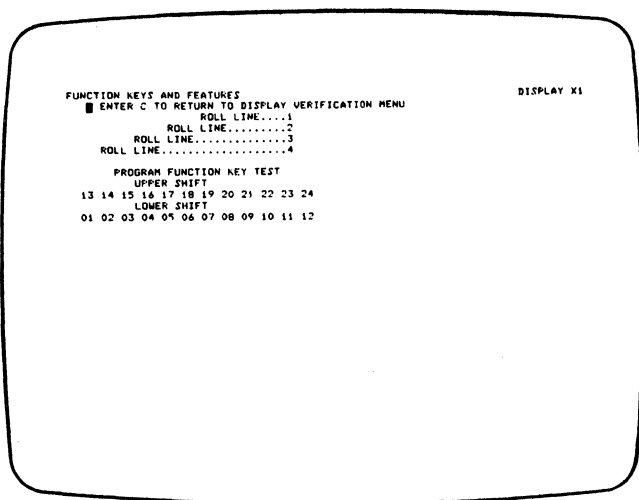 FUNCTION KEYS AND FEATURES DISPLAY X1
ENTER C TO RETURN TO DISPLAY VERIFICATION MENU
ROLL LINE....1
ROLL LINE.........2
ROLL LINE..............3
ROLL LINE...................4
PROGRAM FUNCTION KEY TEST
UPPER SHIFT
13 14 15 16 17 18 19 20 21 22 23 24
LOWER SHIFT
01 02 03 04 05 06 07 08 09 10 11 12